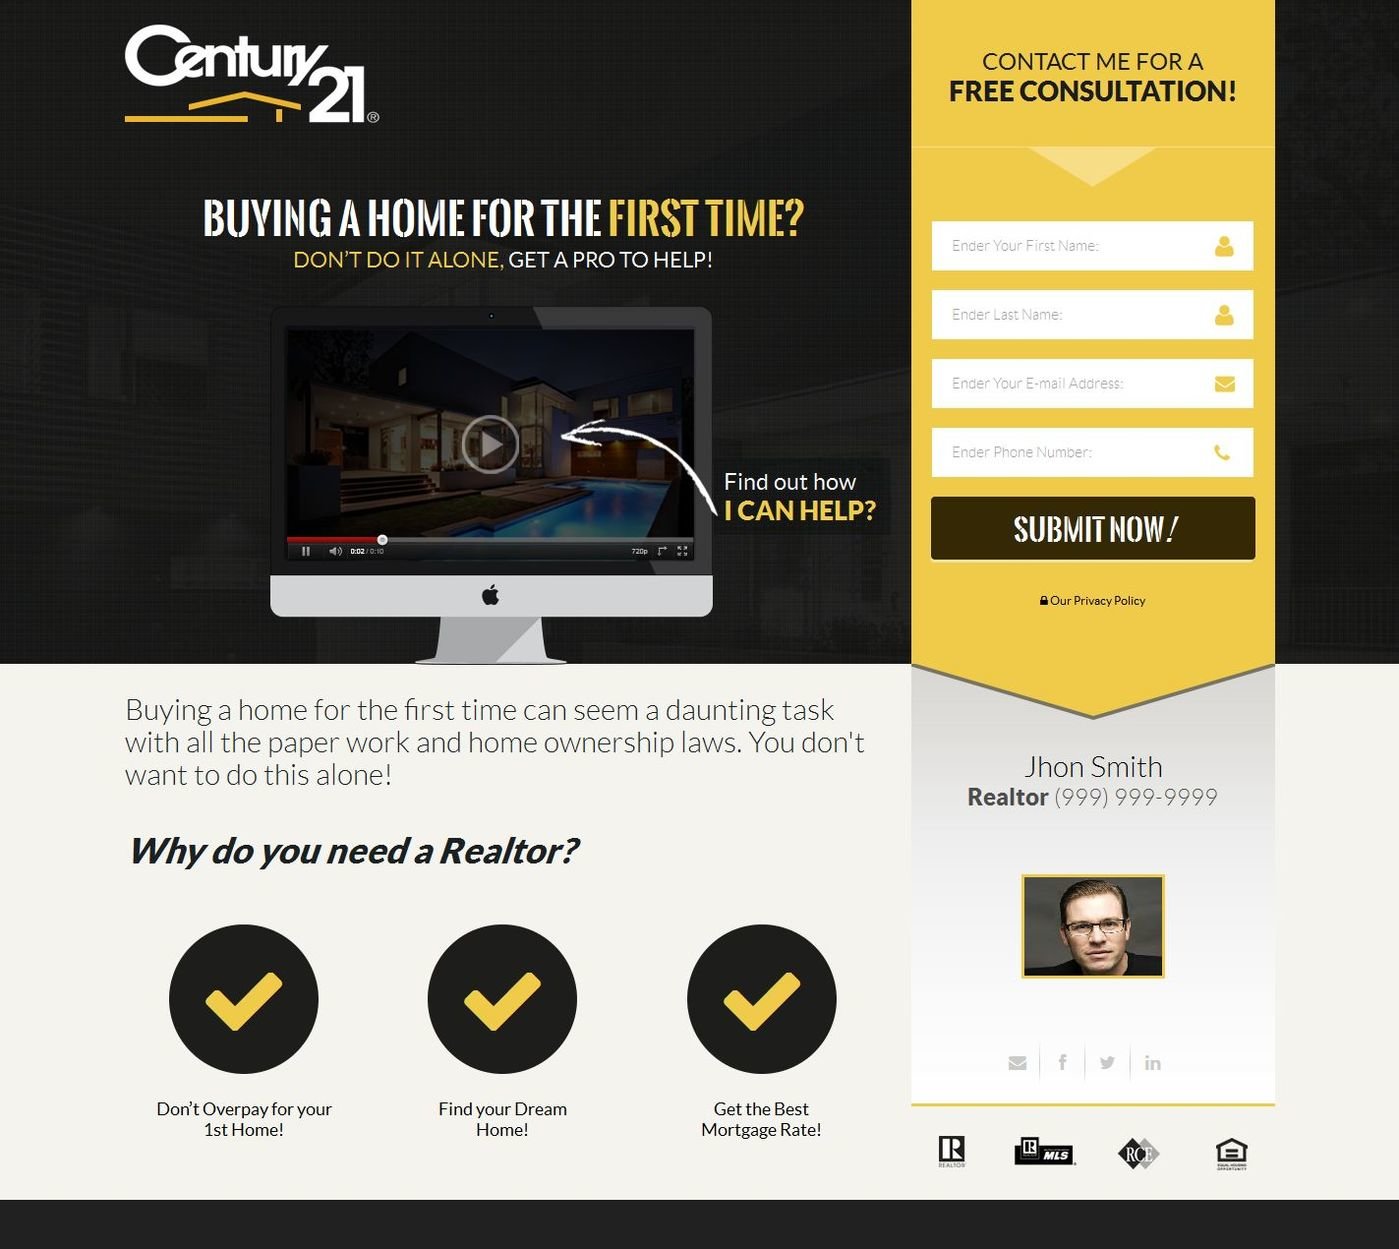 Century 21®
BUYING A HOME FOR THE FIRST TIME?
DON'T DO IT ALONE, GET A PRO TO HELP!
0:02 / 0:10
720p
Find out how
I CAN HELP?
CONTACT ME FOR A
FREE CONSULTATION!
Ender Your First Name:
Ender Last Name:
Ender Your E-mail Address:
Ender Phone Number:
SUBMIT NOW!
Our Privacy Policy
Buying a home for the first time can seem a daunting task
with all the paper work and home ownership laws. You don't
want to do this alone!
Why do you need a Realtor?
Don't Overpay for your
1st Home!
Find your Dream
Home!
Get the Best
Mortgage Rate!
Jhon Smith
Realtor (999) 999-9999
f
in
R
REALTOR
R
MLS
RCE
EQUAL HOUSING
OPPORTUNITY